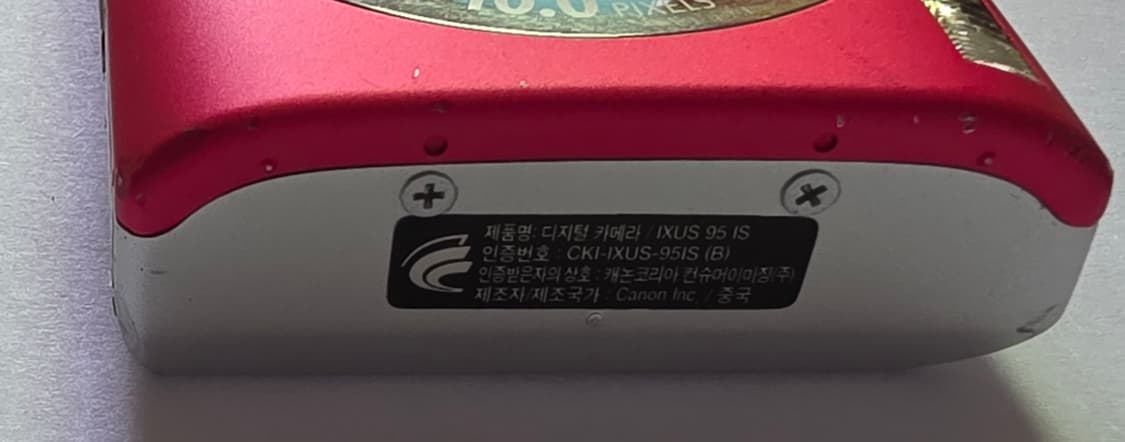 10.0 PIXELS
제품명: 디지털 카메라 / IXUS 95 IS
인증번호 : CKI-IXUS-95IS (B)
인증받은자의 상호 : 캐논코리아 컨슈머이미징(주)
제조자/제조국가 : Canon Inc. / 중국